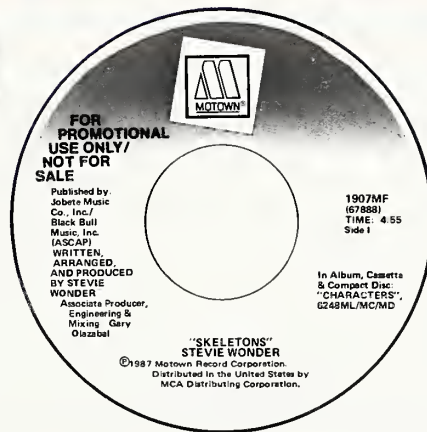 MOTOWN®
FOR
PROMOTIONAL
USE ONLY/
NOT FOR
SALE
Published by
Jobete Music
Co., Inc./
Black Bull
Music, Inc.
(ASCAP)
WRITTEN,
ARRANGED,
AND PRODUCED
BY STEVIE
WONDER
Associate Producer,
Engineering &
Mixing Gary
Olazabal
1907MF
(67888)
TIME: 4:55
Side I
In Album, Cassette
& Compact Disc:
"CHARACTERS",
6248ML/MC/MD
"SKELETONS"
STEVIE WONDER
℗1987 Motown Record Corporation.
Distributed in the United States by
MCA Distributing Corporation.